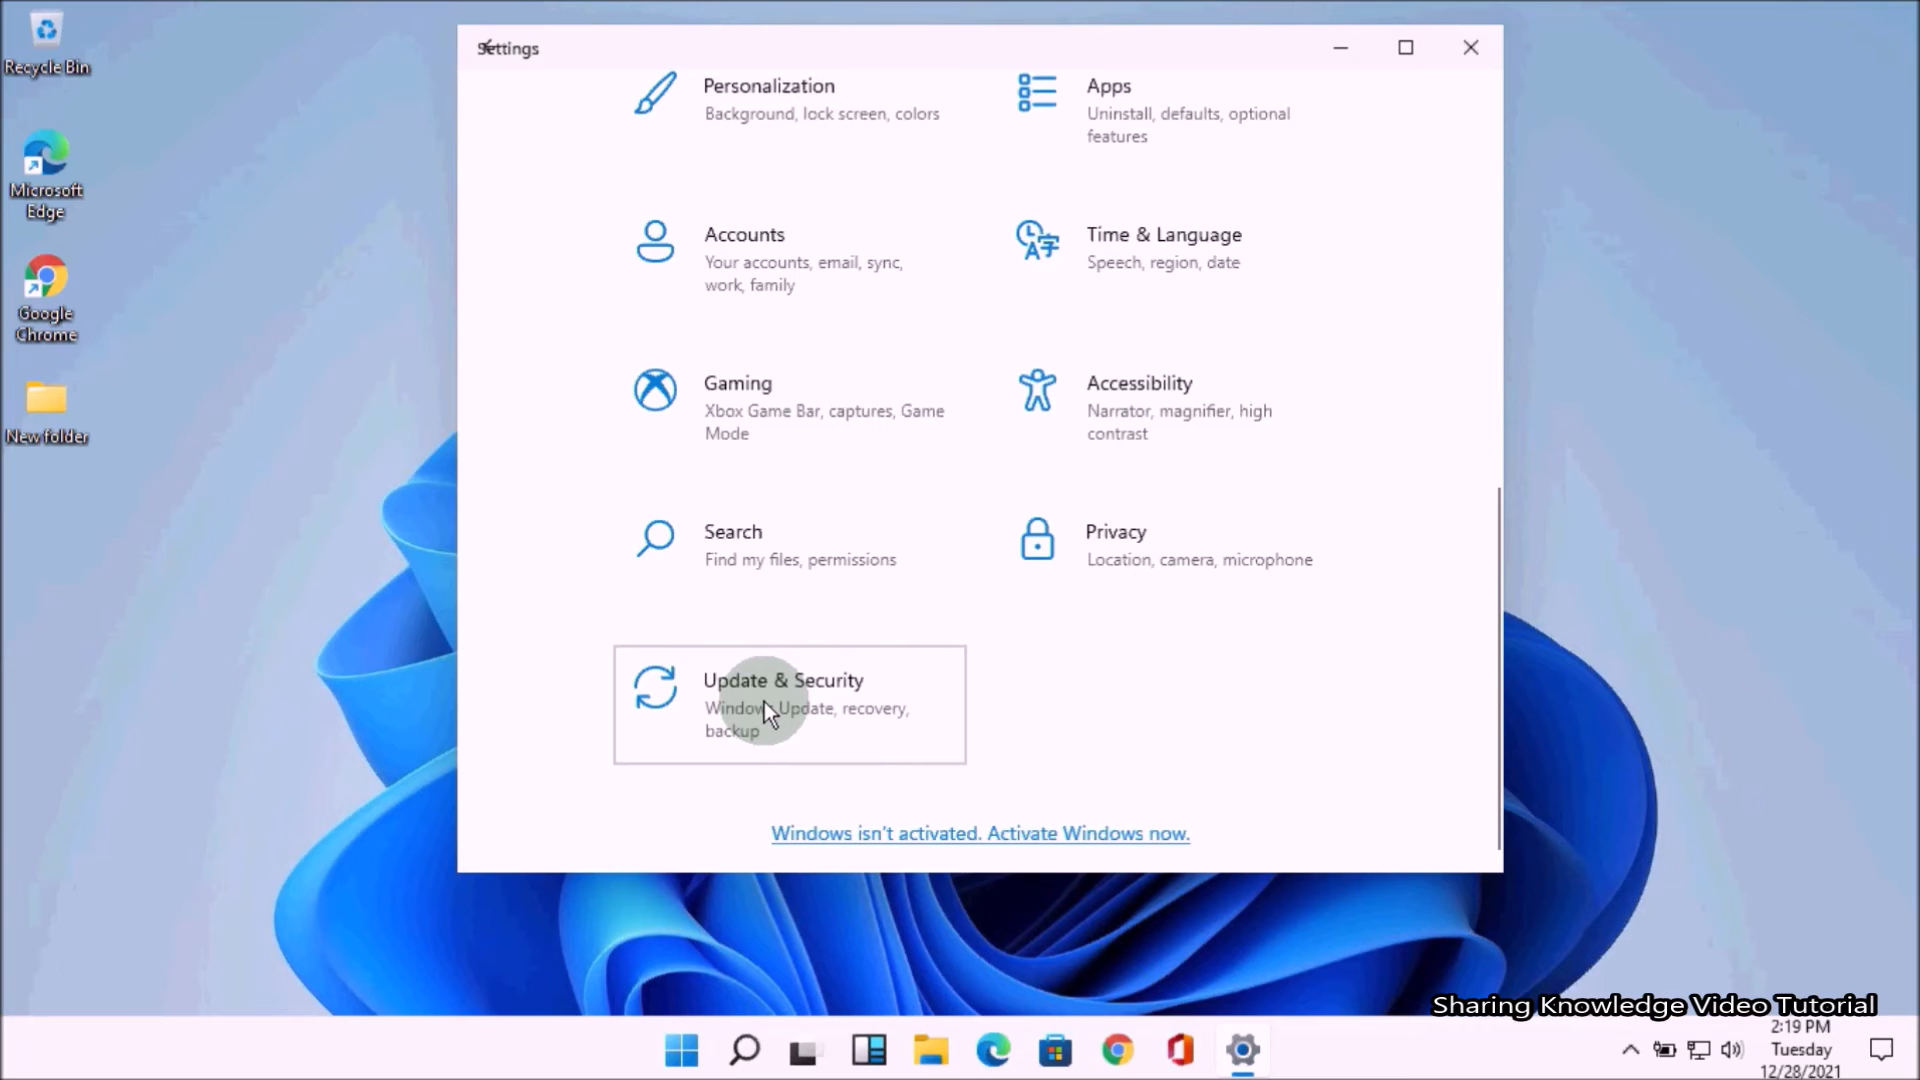 Recycle Bin
Microsoft
Edge
Google
Chrome
New folder
Settings
Personalization
Background, lock screen, colors
Apps
Uninstall, defaults, optional
features
Accounts
Your accounts, email, sync,
work, family
Time & Language
Speech, region, date
Gaming
Xbox Game Bar, captures, Game
Mode
Accessibility
Narrator, magnifier, high
contrast
Search
Find my files, permissions
Privacy
Location, camera, microphone
Update & Security
Windows Update, recovery,
backup
Windows isn't activated. Activate Windows now.
Sharing Knowledge Video Tutorial
2:19 PM
Tuesday
12/28/2021